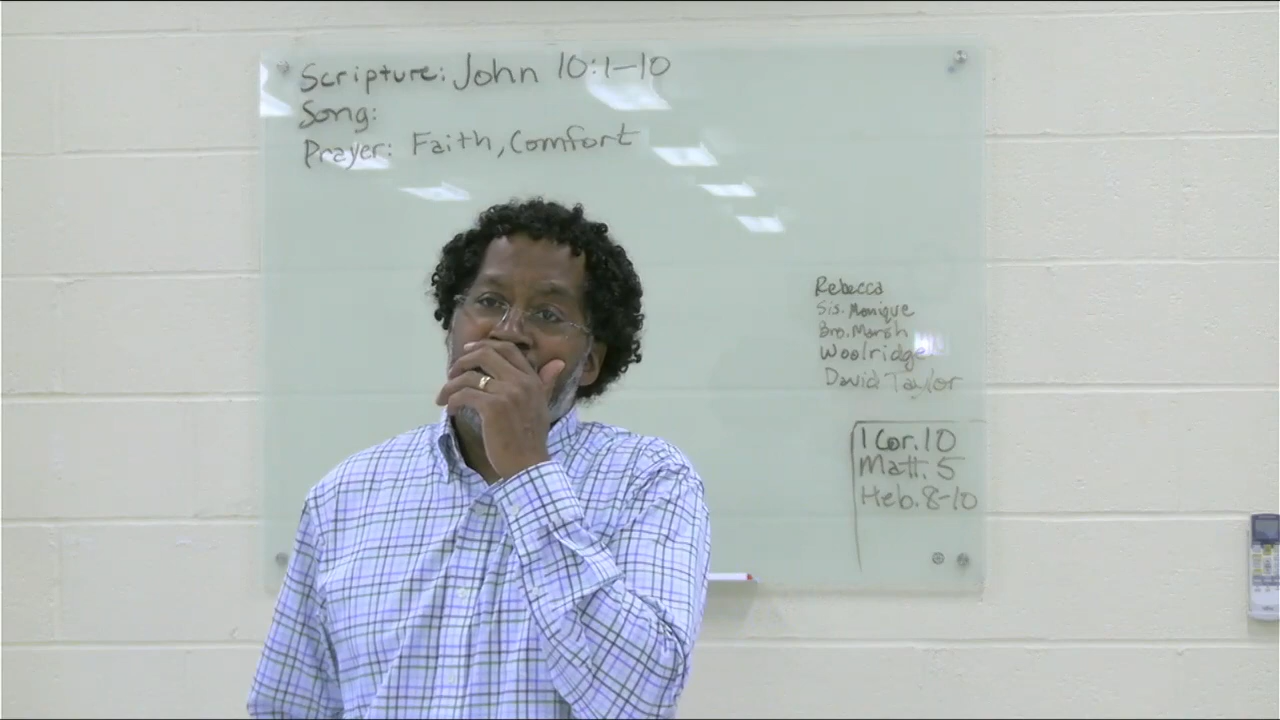 Scripture: John 10:1-10
Song:
Prayer: Faith, Comfort
Rebecca
Sis. Monique
Bro. Marsh
Woolridge
David Taylor
1 Cor. 10
Matt. 5
Heb. 8-10